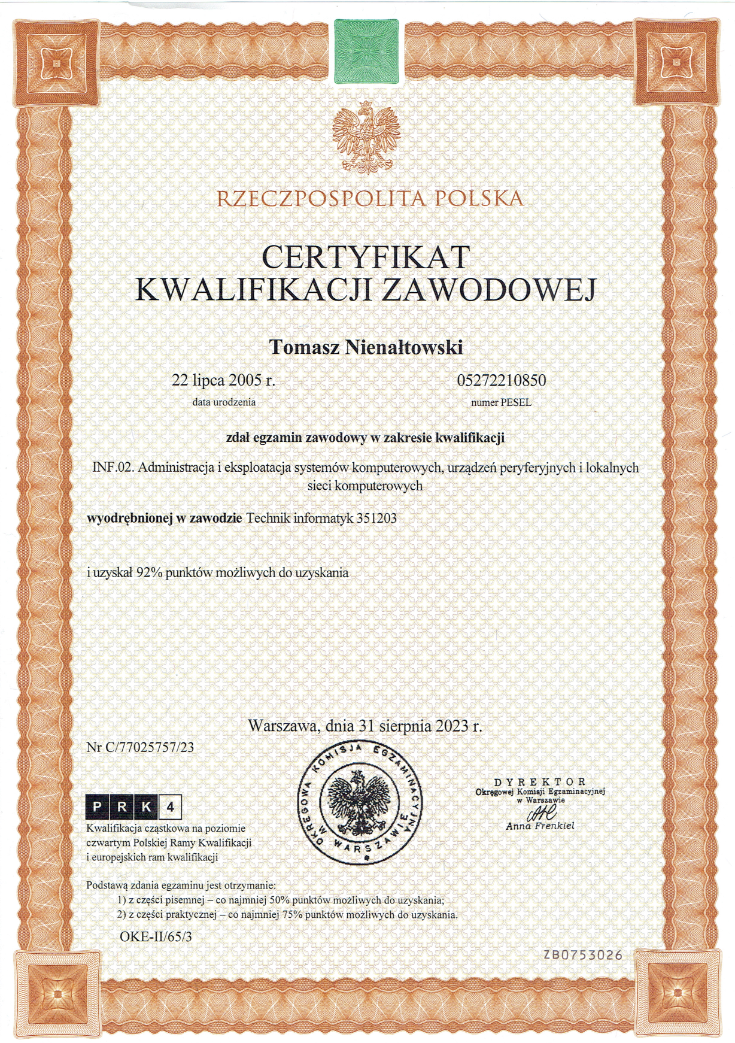 RZECZPOSPOLITA POLSKA
CERTYFIKAT
KWALIFIKACJI ZAWODOWEJ
Tomasz Nienałtowski
22 lipca 2005 r. 05272210850
data urodzenia numer PESEL
zdał egzamin zawodowy w zakresie kwalifikacji
INF.02. Administracja i eksploatacja systemów komputerowych, urządzeń peryferyjnych i lokalnych
sieci komputerowych
wyodrębnionej w zawodzie Technik informatyk 351203
i uzyskał 92% punktów możliwych do uzyskania
Warszawa, dnia 31 sierpnia 2023 r.
Nr C/77025757/23
OKRĘGOWA KOMISJA EGZAMINACYJNA
W WARSZAWIE
DYREKTOR
Okręgowej Komisji Egzaminacyjnej
w Warszawie
Anna Frenkiel
PRK4
Kwalifikacja cząstkowa na poziomie
czwartym Polskiej Ramy Kwalifikacji
i europejskich ram kwalifikacji
Podstawą zdania egzaminu jest otrzymanie:
1) z części pisemnej – co najmniej 50% punktów możliwych do uzyskania;
2) z części praktycznej – co najmniej 75% punktów możliwych do uzyskania.
OKE-II/65/3
ZB0753026